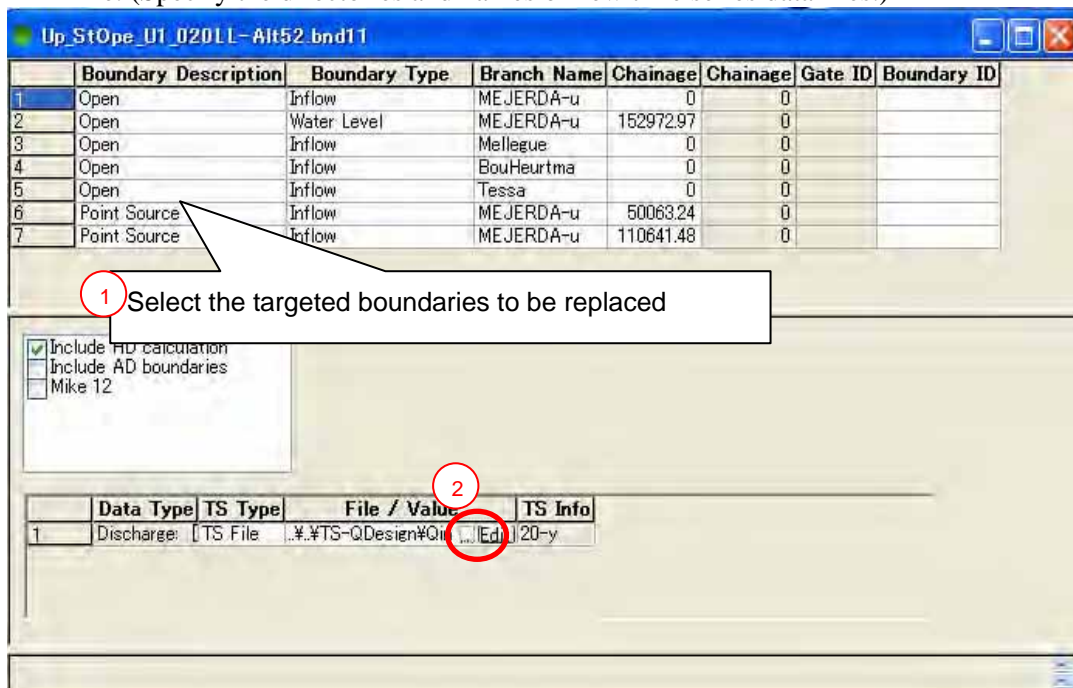 Up_StOpe_U1_020LL-Alt52.bnd11
Boundary Description Boundary Type Branch Name Chainage Chainage Gate ID Boundary ID
1 Open Inflow MEJERDA-u 0 0
2 Open Water Level MEJERDA-u 152972.97 0
3 Open Inflow Mellegue 0 0
4 Open Inflow BouHeurtma 0 0
5 Open Inflow Tessa 0 0
6 Point Source Inflow MEJERDA-u 50063.24 0
7 Point Source Inflow MEJERDA-u 110641.48 0
1 Select the targeted boundaries to be replaced
Include HD calculation
Include AD boundaries
Mike 12
2
Data Type TS Type File / Value TS Info
1 Discharge: [ TS File ..¥.¥TS-QDesign¥Qin ... Edi 20-y